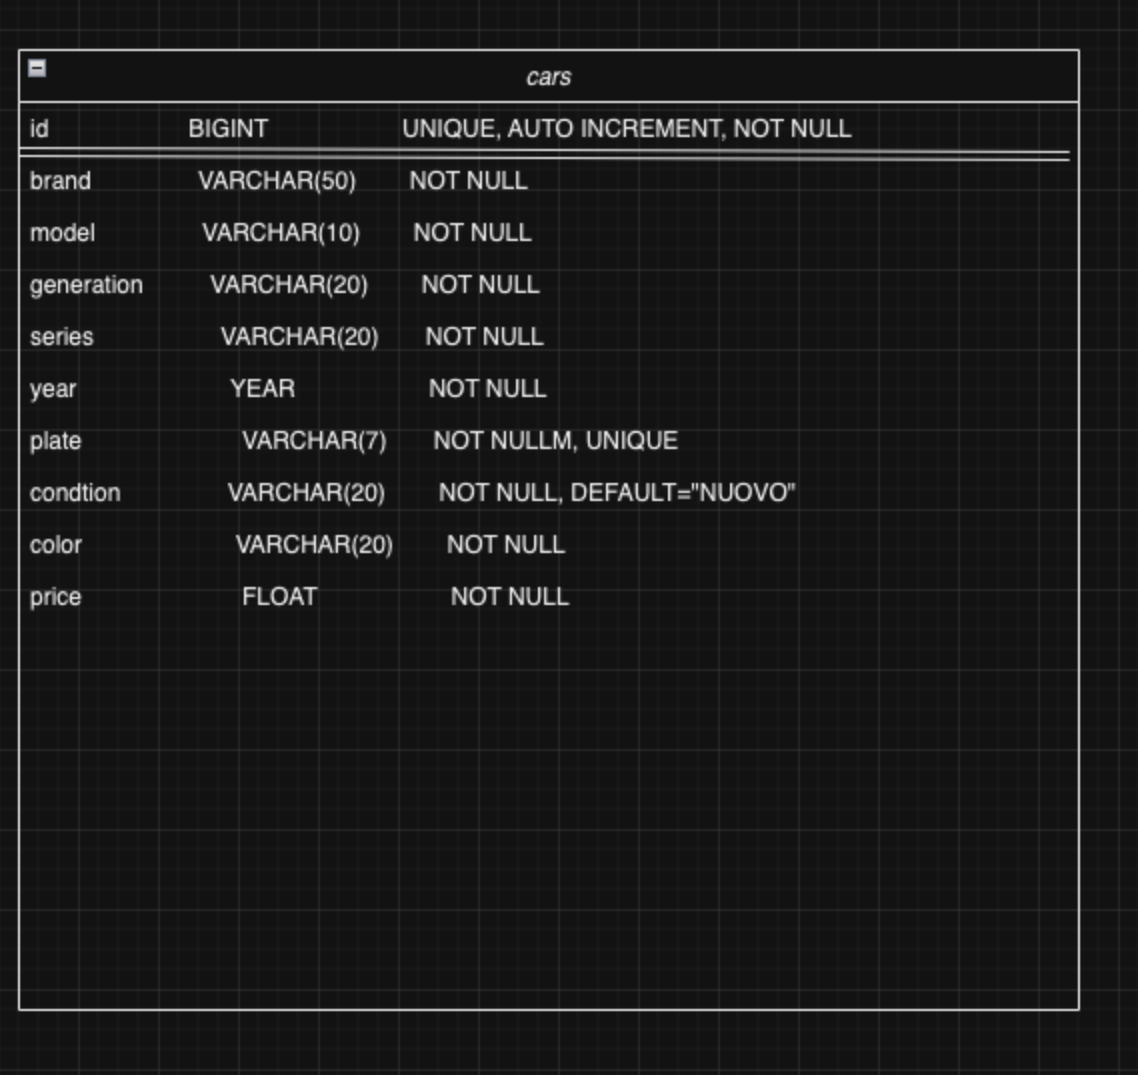 cars
id BIGINT UNIQUE, AUTO INCREMENT, NOT NULL
brand VARCHAR(50) NOT NULL
model VARCHAR(10) NOT NULL
generation VARCHAR(20) NOT NULL
series VARCHAR(20) NOT NULL
year YEAR NOT NULL
plate VARCHAR(7) NOT NULLM, UNIQUE
condtion VARCHAR(20) NOT NULL, DEFAULT="NUOVO"
color VARCHAR(20) NOT NULL
price FLOAT NOT NULL